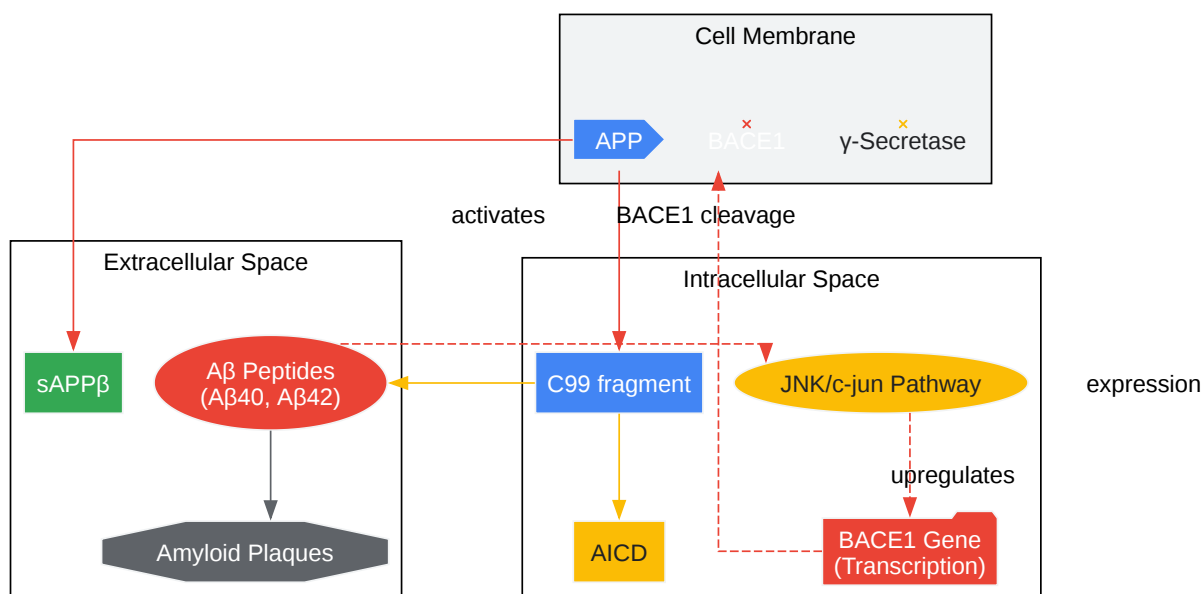 Cell Membrane
APP
BACE1
γ-Secretase
activates
BACE1 cleavage
Extracellular Space
Intracellular Space
sAPPβ
Aβ Peptides
(Aβ40, Aβ42)
C99 fragment
JNK/c-jun Pathway
expression
upregulates
Amyloid Plaques
AICD
BACE1 Gene
(Transcription)